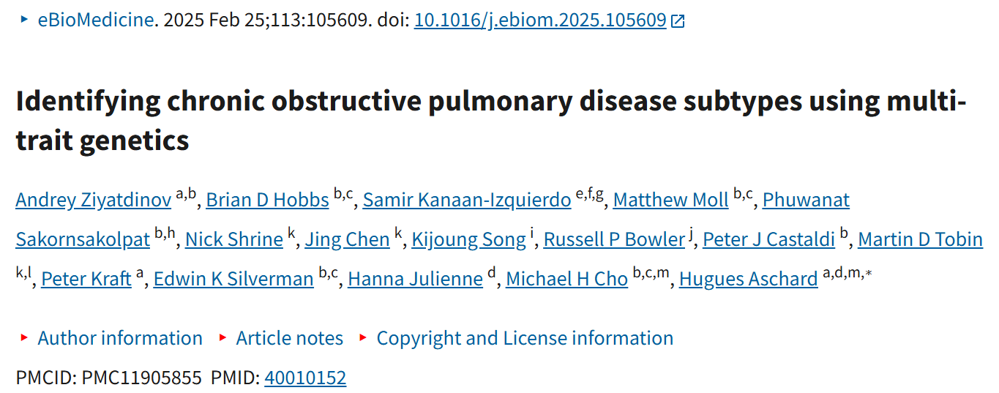 ▸ eBioMedicine. 2025 Feb 25;113:105609. doi: 10.1016/j.ebiom.2025.105609
Identifying chronic obstructive pulmonary disease subtypes using multi-
trait genetics
Andrey Ziyatdinov a,b, Brian D Hobbs b,c, Samir Kanaan-Izquierdo e,f,g, Matthew Moll b,c, Phuwanat
Sakornsakolpat b,h, Nick Shrine k, Jing Chen k, Kijoung Song i, Russell P Bowler j, Peter J Castaldi b, Martin D Tobin
k,l, Peter Kraft a, Edwin K Silverman b,c, Hanna Julienne d, Michael H Cho b,c,m, Hugues Aschard a,d,m,∗
▸ Author information ▸ Article notes ▸ Copyright and License information
PMCID: PMC11905855 PMID: 40010152